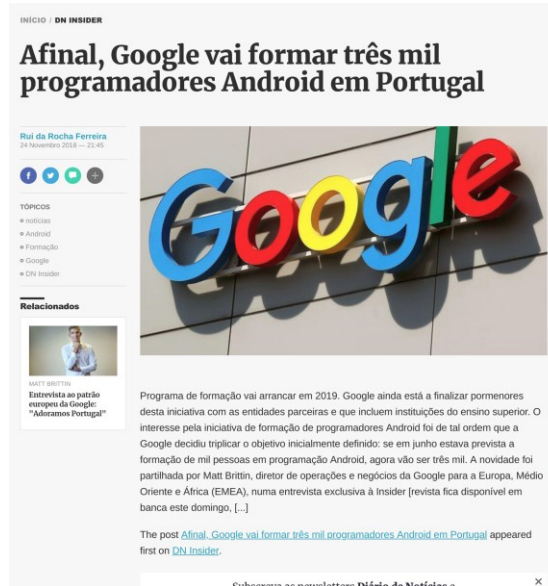 INÍCIO / DN INSIDER
Afinal, Google vai formar três mil
programadores Android em Portugal
Rui da Rocha Ferreira
24 Novembro 2018 — 21:45
TÓPICOS
notícias
Android
Formação
Google
DN Insider
Relacionados
MATT BRITTIN
Entrevista ao patrão
europeu da Google:
"Adoramos Portugal"
Google
Programa de formação vai arrancar em 2019. Google ainda está a finalizar pormenores
desta iniciativa com as entidades parceiras e que incluem instituições do ensino superior. O
interesse pela iniciativa de formação de programadores Android foi de tal ordem que a
Google decidiu triplicar o objetivo inicialmente definido: se em junho estava prevista a
formação de mil pessoas em programação Android, agora vão ser três mil. A novidade foi
partilhada por Matt Brittin, diretor de operações e negócios da Google para a Europa, Médio
Oriente e África (EMEA), numa entrevista exclusiva à Insider [revista fica disponível em
banca este domingo, [...]
The post Afinal, Google vai formar três mil programadores Android em Portugal appeared
first on DN Insider.
Subscreva as newsletters Diário de Notícias e